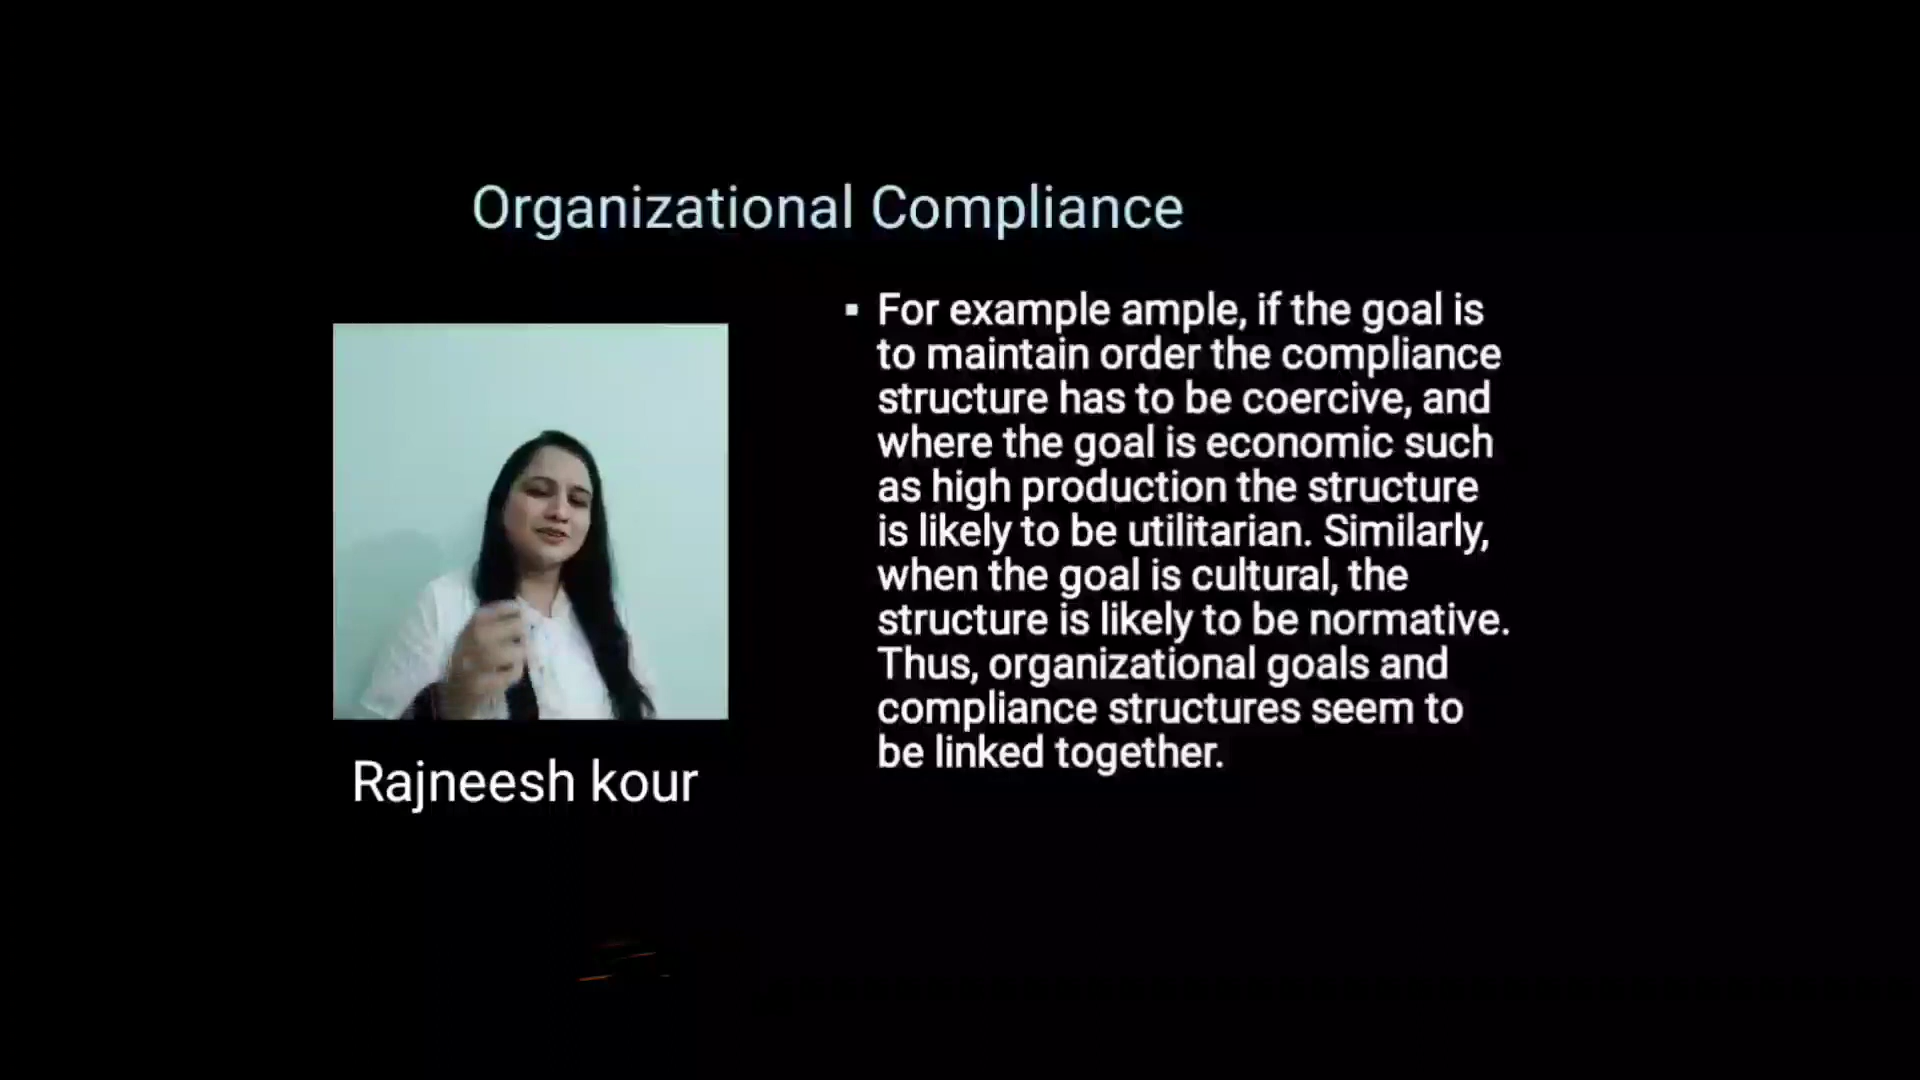 Organizational Compliance
▪ For example ample, if the goal is
to maintain order the compliance
structure has to be coercive, and
where the goal is economic such
as high production the structure
is likely to be utilitarian. Similarly,
when the goal is cultural, the
structure is likely to be normative.
Thus, organizational goals and
compliance structures seem to
be linked together.
Rajneesh kour